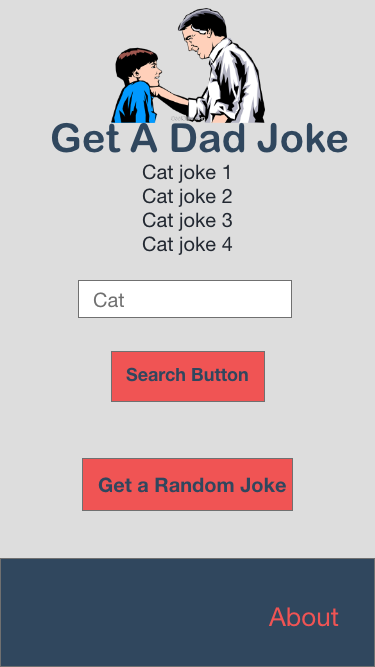 Get A Dad Joke
Cat joke 1
Cat joke 2
Cat joke 3
Cat joke 4
Cat
Search Button
Get a Random Joke
About